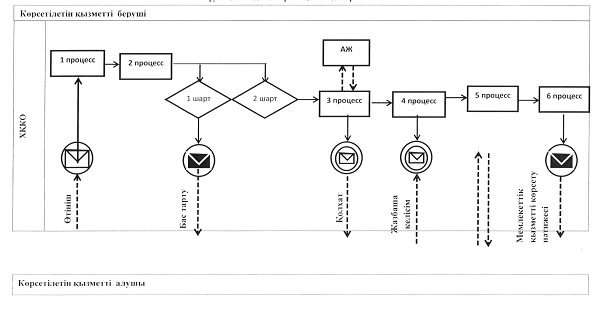 Көрсетілетін қызметті беруші
АЖ
1 процесс
2 процесс
1 шарт
2 шарт
3 процесс
4 процесс
5 процесс
6 процесс
ХҚКО
Өтініш
Бас тарту
Қолхат
Жазбаша
келісім
Мемлекеттік
қызметті көрсету
нәтижесі
Көрсетілетін қызметті алушы